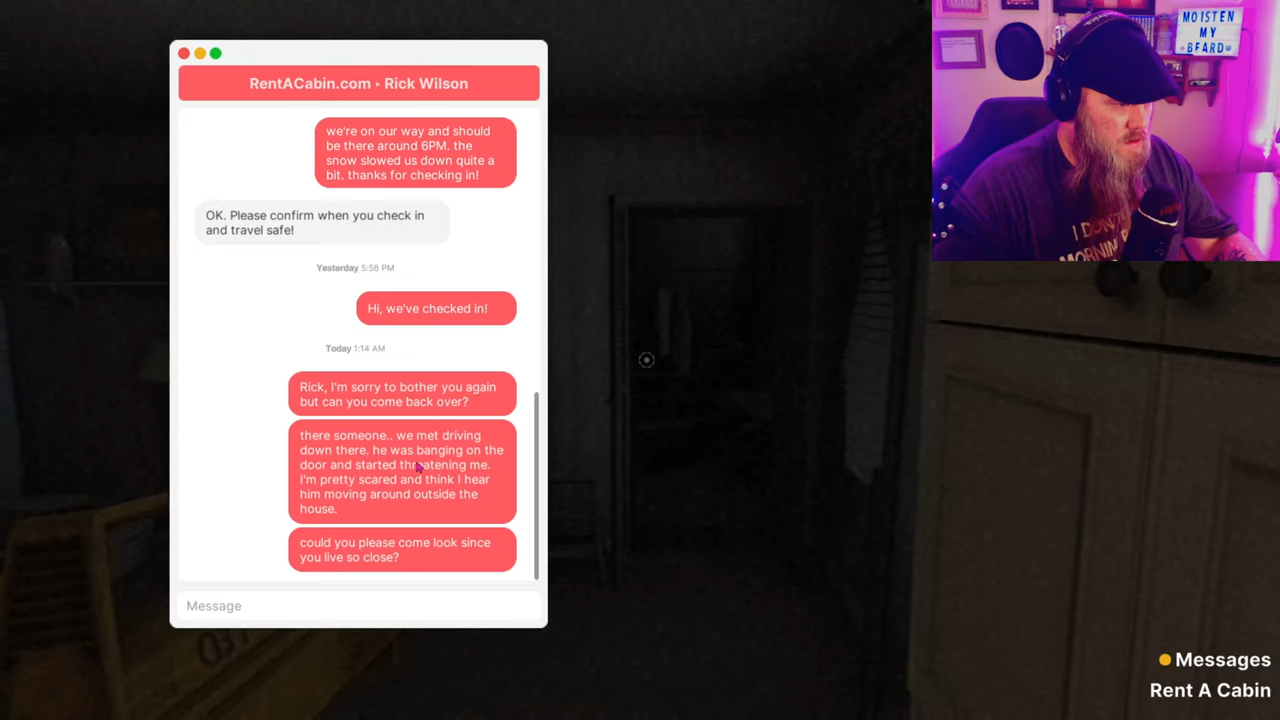 RentACabin.com ▸ Rick Wilson
we're on our way and should
be there around 6PM. the
snow slowed us down quite a
bit. thanks for checking in!
OK. Please confirm when you check in
and travel safe!
Yesterday 5:56 PM
Hi, we've checked in!
Today 1:14 AM
Rick, I'm sorry to bother you again
but can you come back over?
there someone.. we met driving
down there. he was banging on the
door and started threatening me.
I'm pretty scared and think I hear
him moving around outside the
house.
could you please come look since
you live so close?
Message
Messages
Rent A Cabin
MOISTEN
MY
BEARD
I DON'T
MORNING